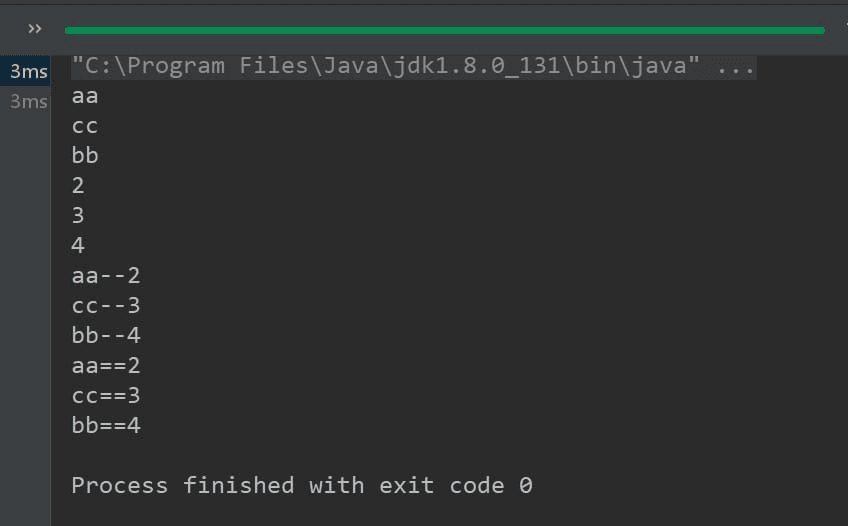 "C:\Program Files\Java\jdk1.8.0_131\bin\java" ...
3ms
aa
3ms
cc
bb
2
3
4
aa--2
cc--3
bb--4
aa==2
cc==3
bb==4
Process finished with exit code 0